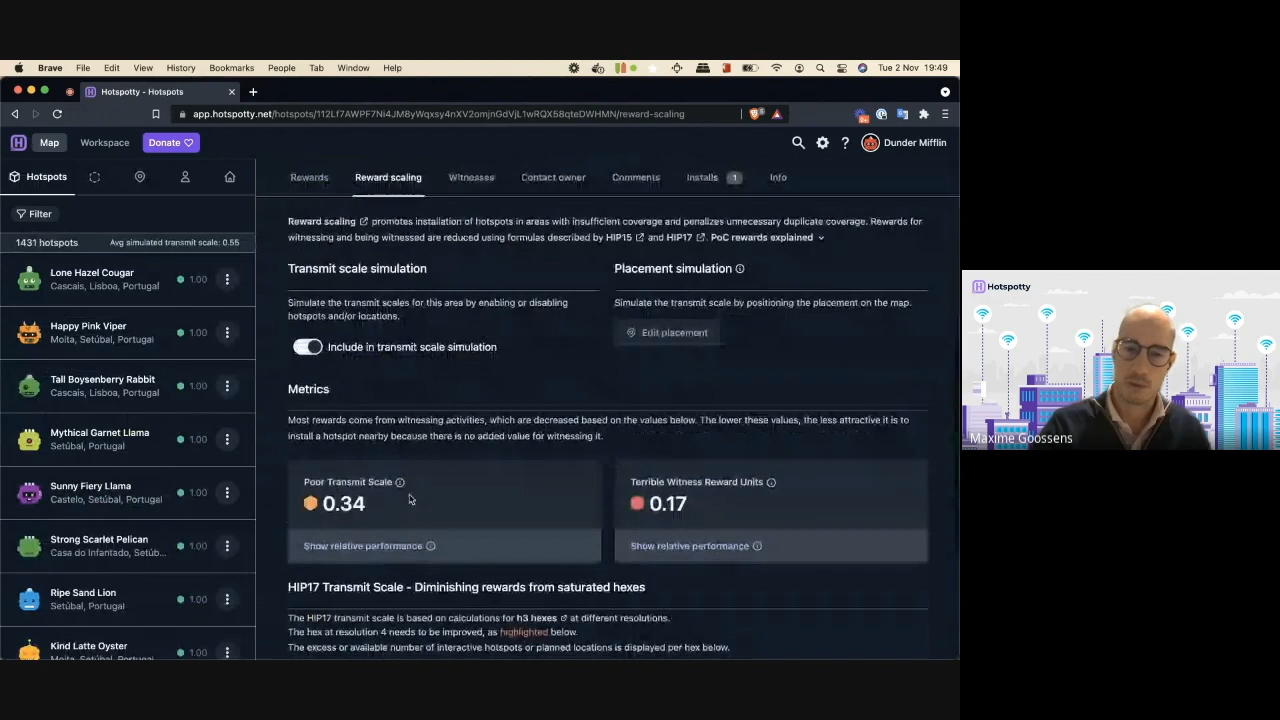 Brave File Edit View History Bookmarks People Tab Window Help Tue 2 Nov 19:49
Hotspotty - Hotspots
app.hotspotty.net/hotspots/112Lf7AWPF7Ni4JM8yWqxsy4nXV2omjnGdVjL1wRQX58qteDWHMN/reward-scaling
Map Workspace Donate Dunder Mifflin
Hotspots
Rewards Reward scaling Witnesses Contact owner Comments Installs 1 Info
Filter
1431 hotspots Avg simulated transmit scale: 0.55
Lone Hazel Cougar
Cascais, Lisboa, Portugal
1.00
Happy Pink Viper
Moita, Setúbal, Portugal
1.00
Tall Boysenberry Rabbit
Cascais, Lisboa, Portugal
1.00
Mythical Garnet Llama
Setúbal, Portugal
1.00
Sunny Fiery Llama
Castelo, Setúbal, Portugal
1.00
Strong Scarlet Pelican
Casa do Infantado, Setúb...
1.00
Ripe Sand Lion
Setúbal, Portugal
1.00
Kind Latte Oyster
Moita, Setúbal, Portugal
1.00
Reward scaling promotes installation of hotspots in areas with insufficient coverage and penalizes unnecessary duplicate coverage. Rewards for
witnessing and being witnessed are reduced using formulas described by HIP15 and HIP17. PoC rewards explained
Transmit scale simulation
Simulate the transmit scales for this area by enabling or disabling
hotspots and/or locations.
Include in transmit scale simulation
Placement simulation
Simulate the transmit scale by positioning the placement on the map.
Edit placement
Metrics
Most rewards come from witnessing activities, which are decreased based on the values below. The lower these values, the less attractive it is to
install a hotspot nearby because there is no added value for witnessing it.
Poor Transmit Scale
0.34
Show relative performance
Terrible Witness Reward Units
0.17
Show relative performance
HIP17 Transmit Scale - Diminishing rewards from saturated hexes
The HIP17 transmit scale is based on calculations for h3 hexes at different resolutions.
The hex at resolution 4 needs to be improved, as highlighted below.
The excess or available number of interactive hotspots or planned locations is displayed per hex below.
Hotspotty
Maxime Goossens